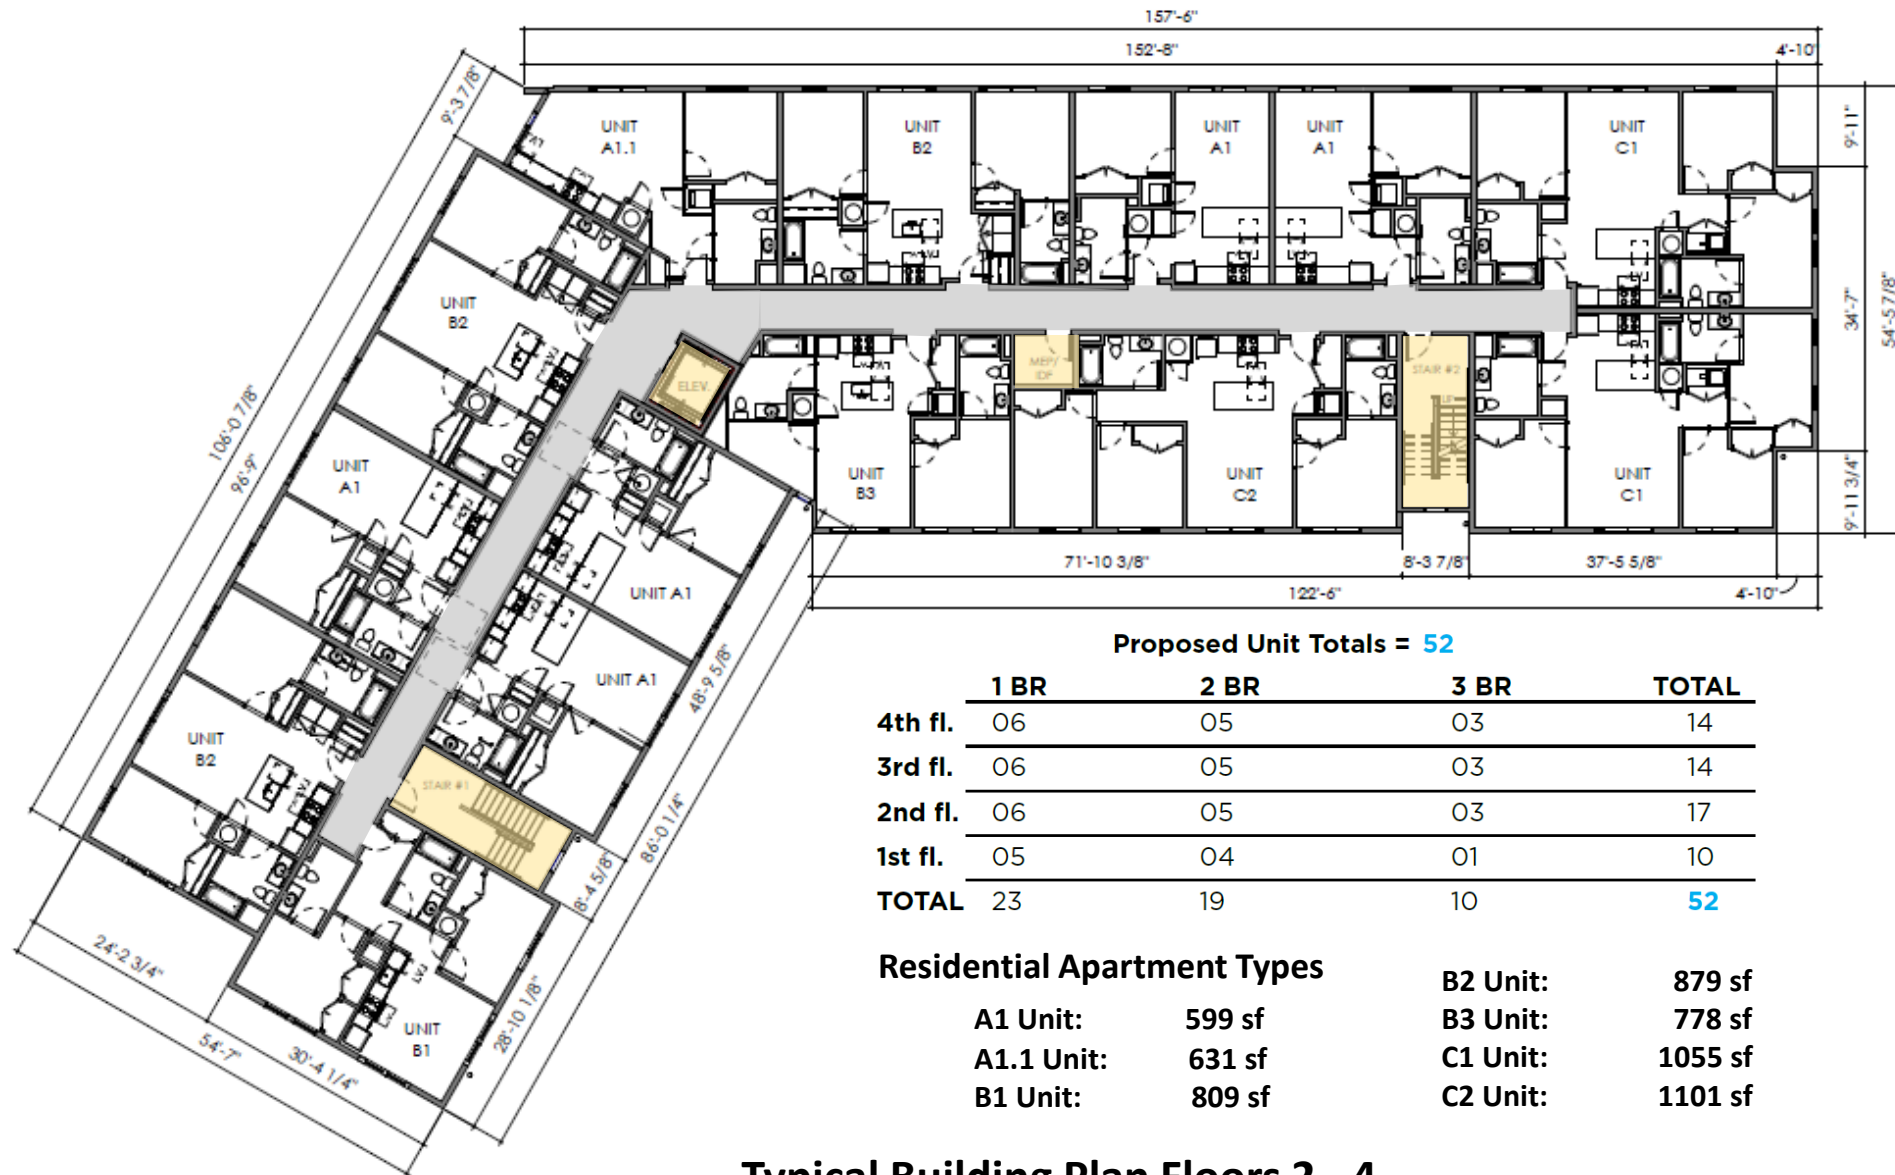 157'-6"
152'-8"
4'-10"
9'-3 7/8"
9'-11"
34'-7"
54'-5 7/8"
9'-11 3/4"
106'-0 7/8"
96'-9"
UNIT
A1.1
UNIT
B2
UNIT
A1
UNIT
A1
UNIT
C1
UNIT
B2
ELEV.
MEP/
IDF
STAIR #2
UP
UNIT
A1
UNIT
B3
UNIT
C2
UNIT
C1
71'-10 3/8"
8'-3 7/8"
37'-5 5/8"
122'-6"
4'-10"
UNIT A1
UNIT A1
48'-9 5/8"
86'-0 1/4"
UNIT
B2
STAIR #1
8'-4 5/8"
24'-2 3/4"
54'-7"
30'-4 1/4"
28'-10 1/8"
UNIT
B1
Proposed Unit Totals = 52
1 BR 2 BR 3 BR TOTAL
4th fl. 06 05 03 14
3rd fl. 06 05 03 14
2nd fl. 06 05 03 17
1st fl. 05 04 01 10
TOTAL 23 19 10 52
Residential Apartment Types
A1 Unit: 599 sf
A1.1 Unit: 631 sf
B1 Unit: 809 sf
B2 Unit: 879 sf
B3 Unit: 778 sf
C1 Unit: 1055 sf
C2 Unit: 1101 sf
Typical Building Plan Floors 2 - 4